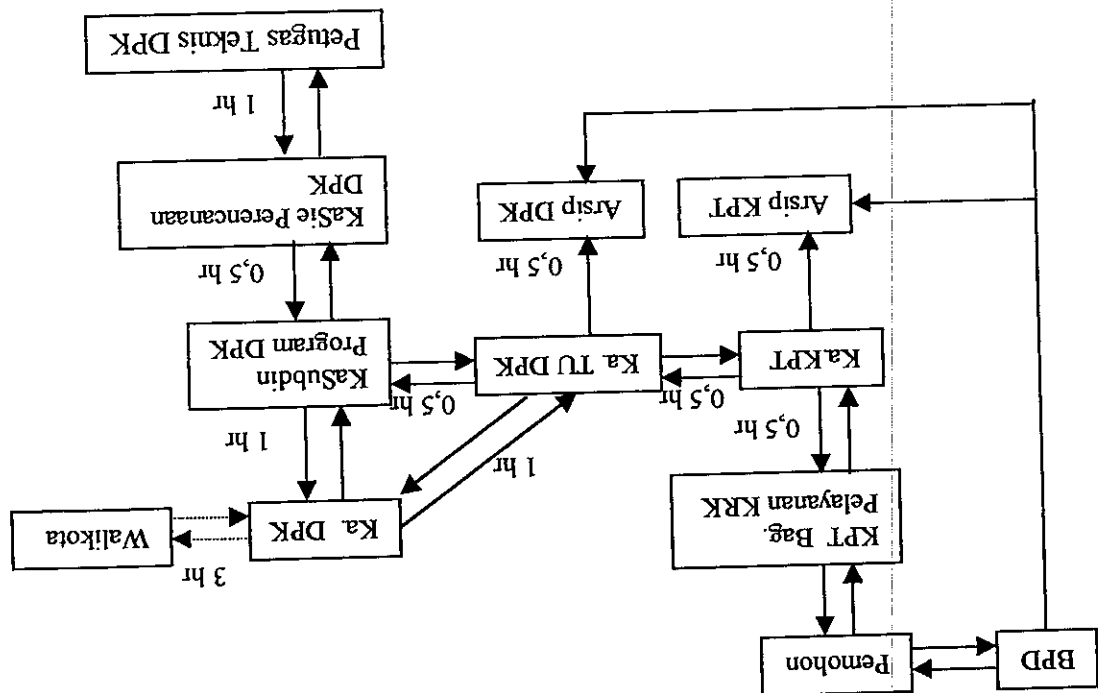 BPD
Pemohon
KPT Bag.
Pelayanan KRK
Ka. DPK
Walikota
3 hr
0,5 hr
1 hr
1 hr
Ka.KPT
0,5 hr
Ka. TU DPK
0,5 hr
KaSubdin
Program DPK
0,5 hr
0,5 hr
0,5 hr
Arsip KPT
Arsip DPK
KaSie Perencanaan
DPK
1 hr
Petugas Teknis DPK